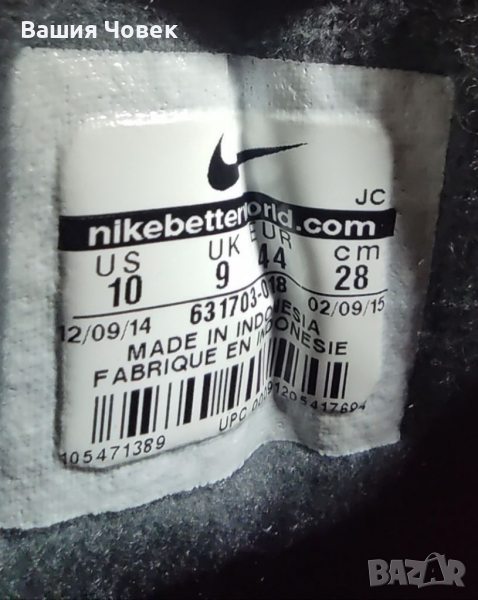 Вашия Човек
JC
nikebetterworld.com
US UK EUR cm
10 9 44 28
12/09/14 631703-018 02/09/15
MADE IN INDONESIA
FABRIQUE EN INDONESIE
105471389
BAZAR